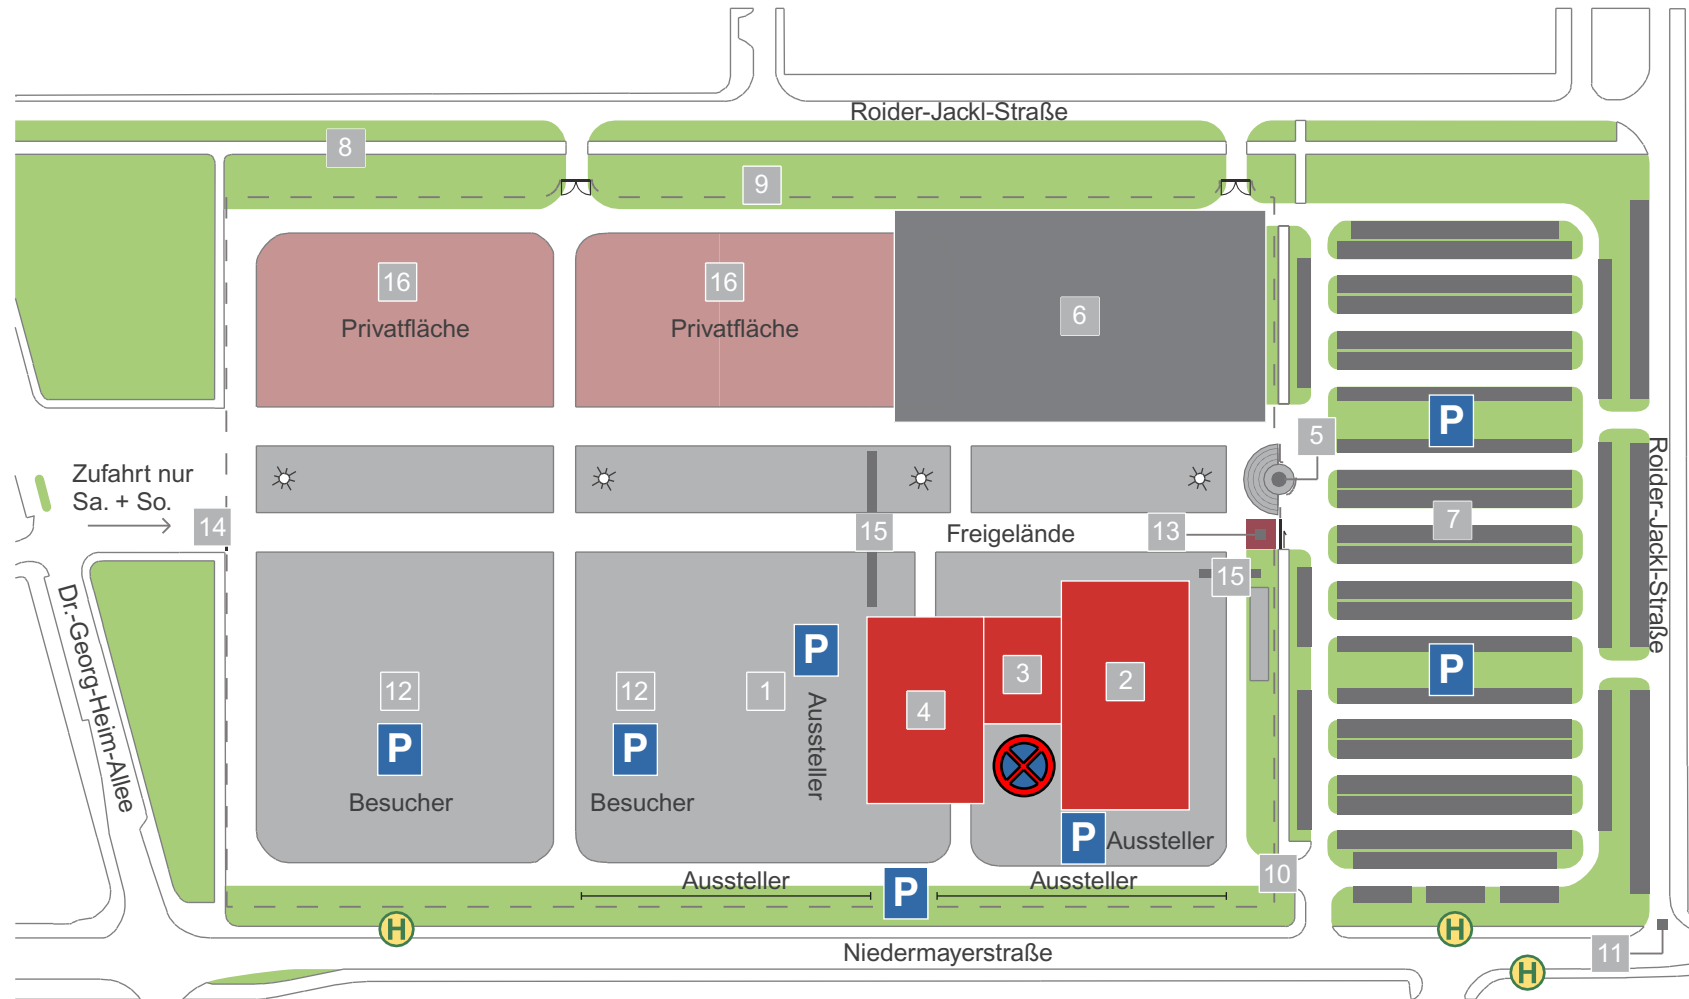 Roider-Jackl-Straße
8
9
16
16
Privatfläche
Privatfläche
6
P
5
Roider-Jackl-Straße
Zufahrt nur
Sa. + So.
14
15
Freigelände
13
7
15
Dr.-Georg-Heim-Allee
P
Aussteller
3
2
4
12
12
1
P
P
P
Besucher
Besucher
P
Aussteller
10
Aussteller
P
Aussteller
H
H
Niedermayerstraße
11
H